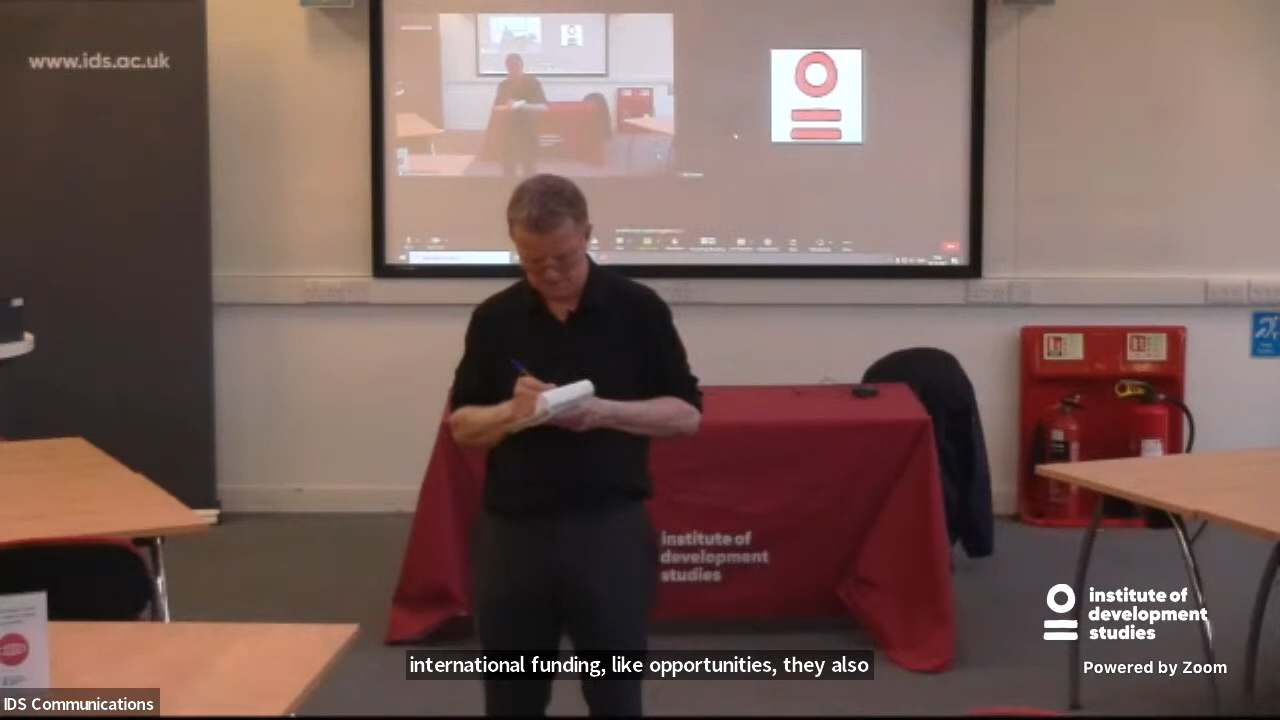 www.ids.ac.uk
institute of
development
studies
institute of
development
studies
Powered by Zoom
international funding, like opportunities, they also
IDS Communications